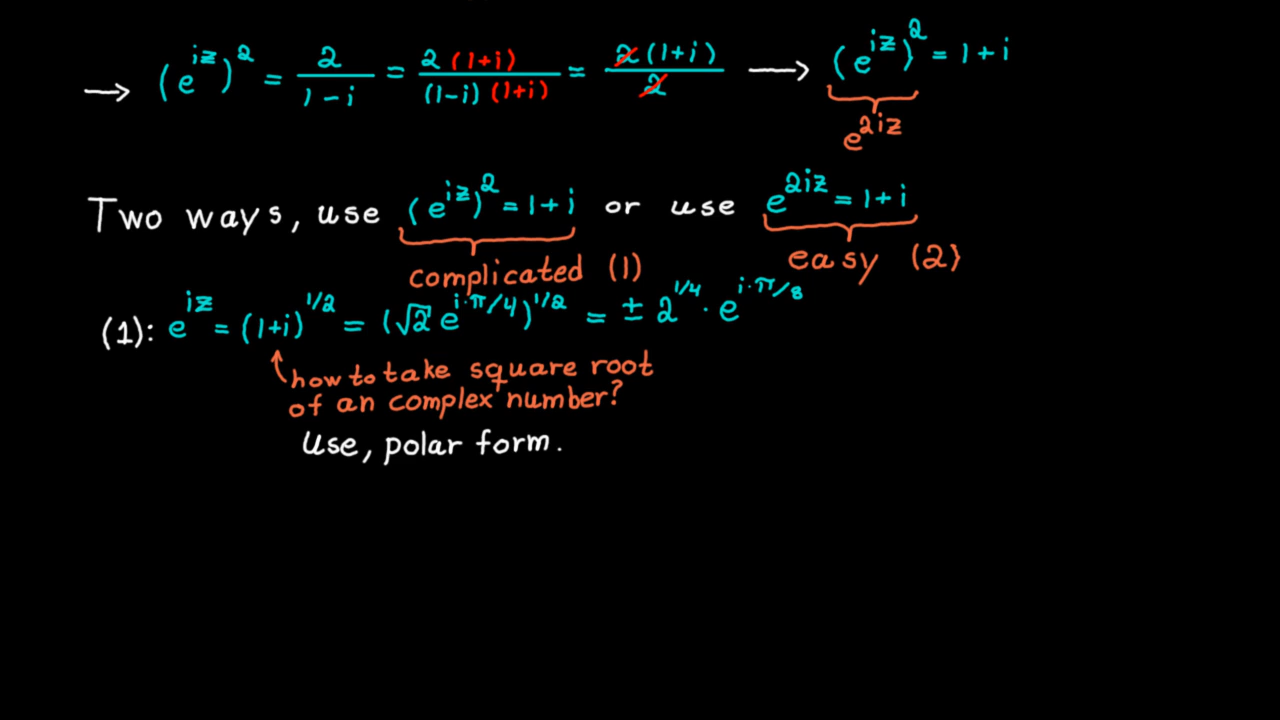 → (e^{iz})^2 = 2/(1-i) = 2(1+i)/((1-i)(1+i)) = 2(1+i)/2 → (e^{iz})^2 = 1+i
e^{2iz}
Two ways, use (e^{iz})^2 = 1+i or use e^{2iz} = 1+i
complicated (1) easy (2)
(1): e^{iz} = (1+i)^{1/2} = (√2 e^{i·π/4})^{1/2} = ± 2^{1/4} · e^{i·π/8}
how to take square root
of an complex number?
Use, polar form.